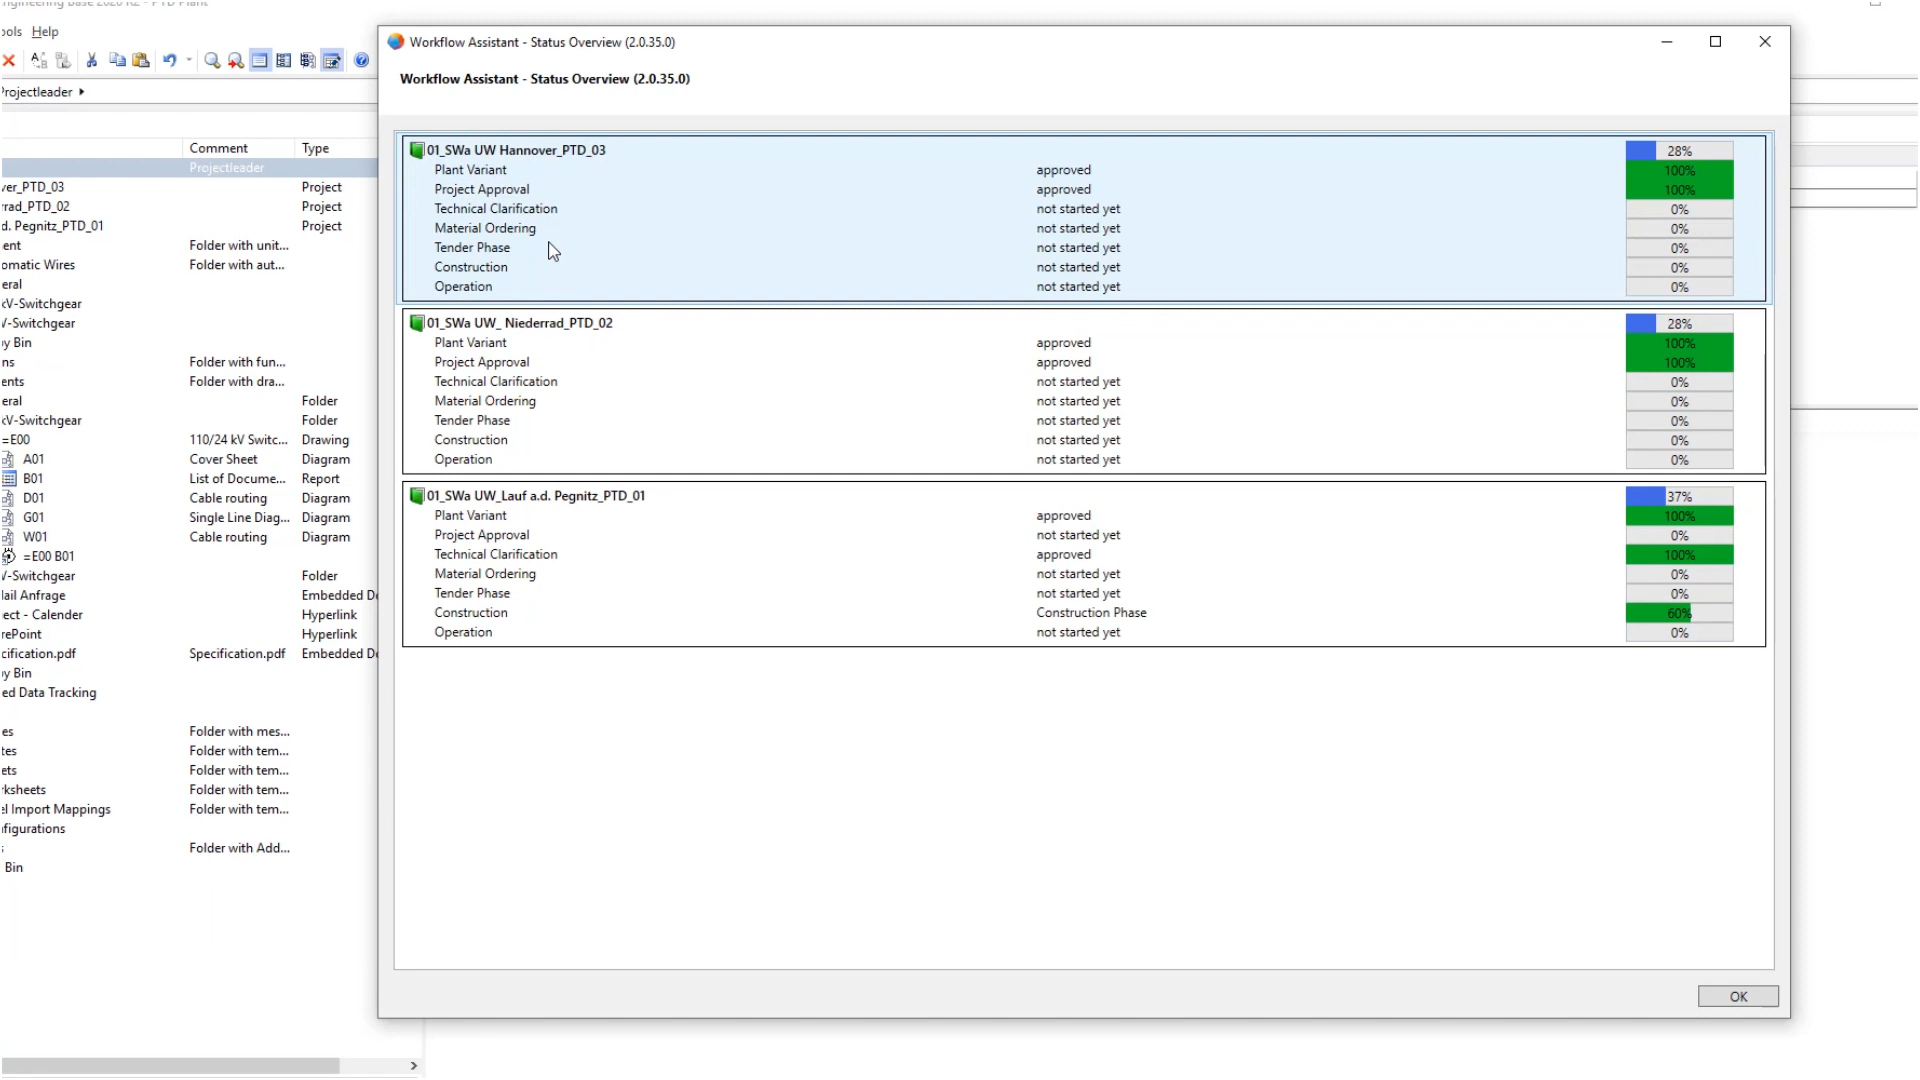 ools Help
Projectleader
Comment Type
Projectleader
ver_PTD_03 Project
rrad_PTD_02 Project
d. Pegnitz_PTD_01 Project
ent Folder with unit...
omatic Wires Folder with aut...
eral
kV-Switchgear
V-Switchgear
y Bin
ns Folder with fun...
ents Folder with dra...
eral Folder
kV-Switchgear Folder
=E00 110/24 kV Switc... Drawing
A01 Cover Sheet Diagram
B01 List of Docume... Report
D01 Cable routing Diagram
G01 Single Line Diag... Diagram
W01 Cable routing Diagram
=E00 B01
V-Switchgear Folder
ail Anfrage Embedded D
ect - Calender Hyperlink
rePoint Hyperlink
cification.pdf Specification.pdf Embedded D
y Bin
ed Data Tracking
es Folder with mes...
tes Folder with tem...
ets Folder with tem...
rksheets Folder with tem...
el Import Mappings Folder with tem...
figurations
s Folder with Add...
Bin
Workflow Assistant - Status Overview (2.0.35.0)
Workflow Assistant - Status Overview (2.0.35.0)
01_SWa UW Hannover_PTD_03 28%
Plant Variant approved 100%
Project Approval approved 100%
Technical Clarification not started yet 0%
Material Ordering not started yet 0%
Tender Phase not started yet 0%
Construction not started yet 0%
Operation not started yet 0%
01_SWa UW_ Niederrad_PTD_02 28%
Plant Variant approved 100%
Project Approval approved 100%
Technical Clarification not started yet 0%
Material Ordering not started yet 0%
Tender Phase not started yet 0%
Construction not started yet 0%
Operation not started yet 0%
01_SWa UW_Lauf a.d. Pegnitz_PTD_01 37%
Plant Variant approved 100%
Project Approval not started yet 0%
Technical Clarification approved 100%
Material Ordering not started yet 0%
Tender Phase not started yet 0%
Construction Construction Phase 60%
Operation not started yet 0%
OK